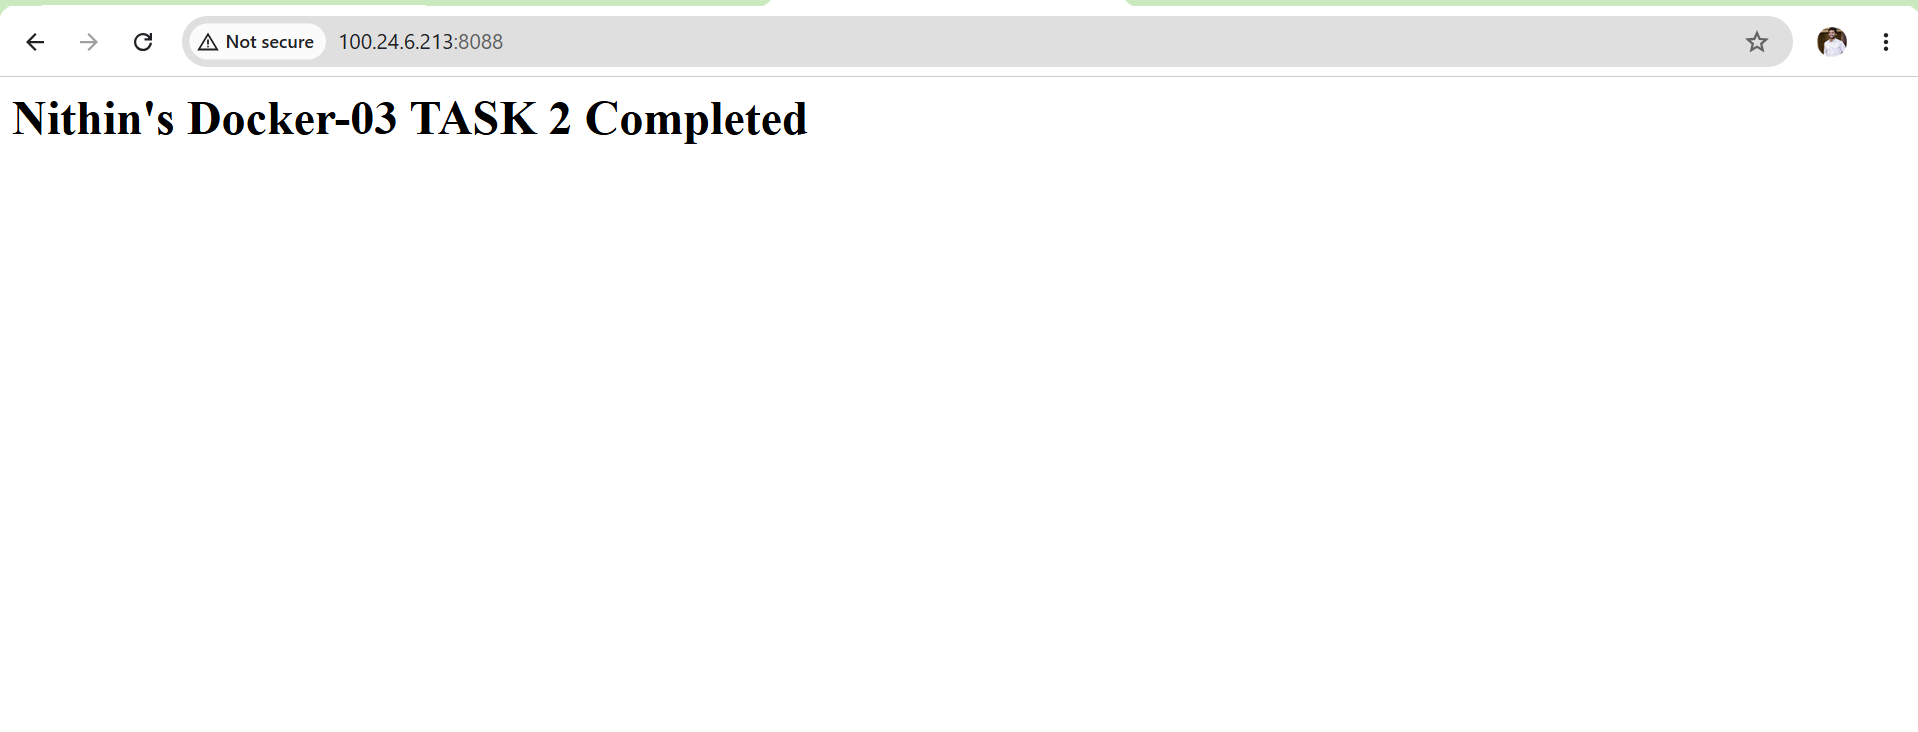 Not secure 100.24.6.213:8088
Nithin's Docker-03 TASK 2 Completed